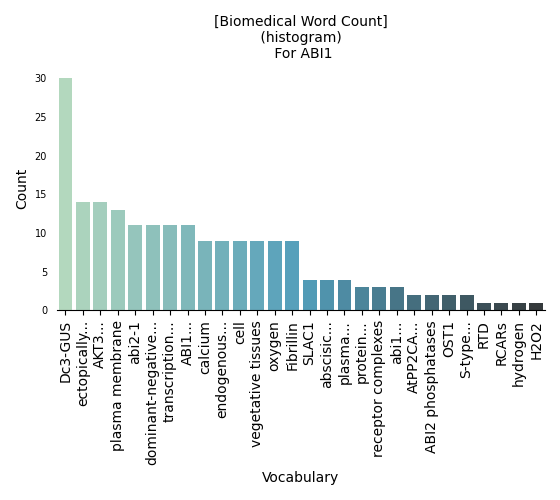 [Biomedical Word Count]
(histogram)
For ABI1
30
25
20
15
10
5
0
Count
Dc3-GUS
ectopically...
AKT3...
plasma membrane
abi2-1
dominant-negative...
transcription...
ABI1...
calcium
endogenous...
cell
vegetative tissues
oxygen
Fibrillin
SLAC1
abscisic...
plasma...
protein...
receptor complexes
abi1...
AtPP2CA...
ABI2 phosphatases
OST1
S-type...
RTD
RCARs
hydrogen
H2O2
Vocabulary